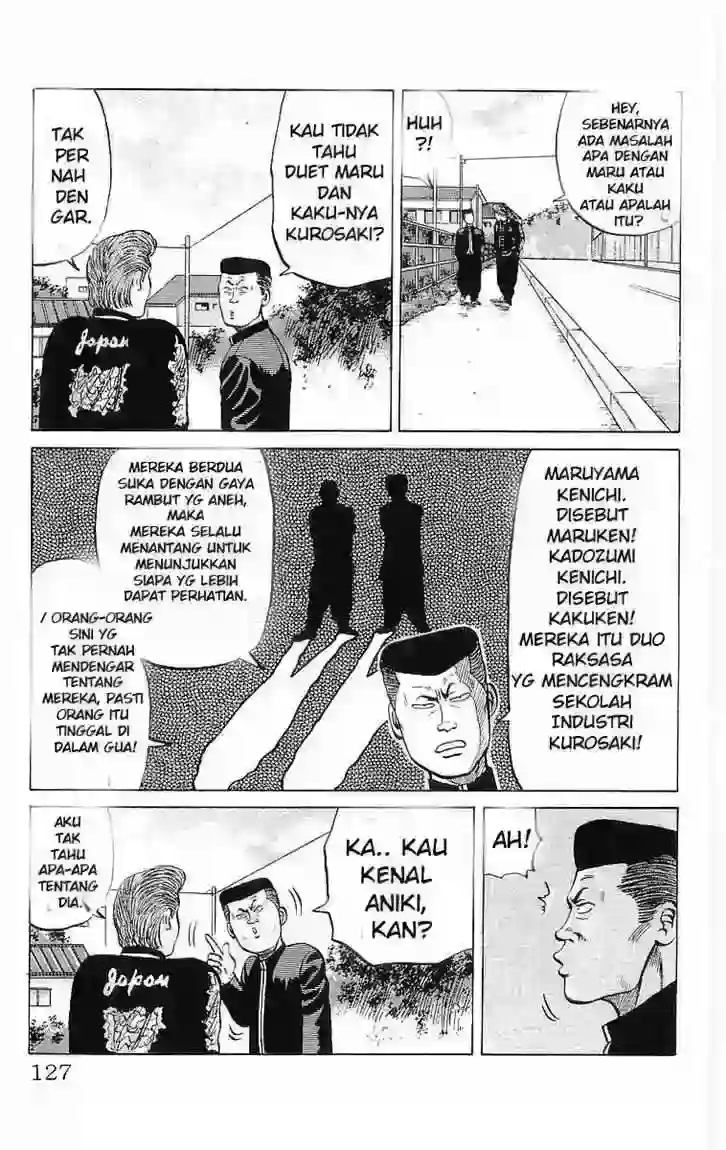 HEY,
SEBENARNYA
ADA MASALAH
APA DENGAN
MARU ATAU
KAKU
ATAU APALAH
ITU?
HUH
?!
KAU TIDAK
TAHU
DUET MARU
DAN
KAKU-NYA
KUROSAKI?
TAK
PER
NAH
DEN
GAR.
Japan
MARUYAMA
KENICHI.
DISEBUT
MARUKEN!
KADOZUMI
KENICHI.
DISEBUT
KAKUKEN!
MEREKA ITU DUO
RAKSASA
YG MENCENGKRAM
SEKOLAH
INDUSTRI
KUROSAKI!
MEREKA BERDUA
SUKA DENGAN GAYA
RAMBUT YG ANEH,
MAKA
MEREKA SELALU
MENANTANG UNTUK
MENUNJUKKAN
SIAPA YG LEBIH
DAPAT PERHATIAN.
/ ORANG-ORANG
SINI YG
TAK PERNAH
MENDENGAR
TENTANG
MEREKA, PASTI
ORANG ITU
TINGGAL DI
DALAM GUA!
AH!
KA.. KAU
KENAL
ANIKI,
KAN?
AKU
TAK
TAHU
APA-APA
TENTANG
DIA.
Japan
127